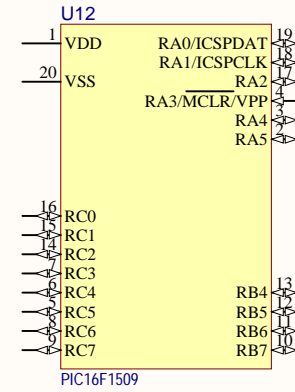 U12
1 VDD RA0/ICSPDAT 19
RA1/ICSPCLK 18
20 VSS RA2 17
RA3/MCLR/VPP 4
RA4 3
RA5 2
16 RC0
15 RC1
14 RC2
7 RC3
6 RC4 RB4 13
5 RC5 RB5 12
8 RC6 RB6 11
9 RC7 RB7 10
PIC16F1509